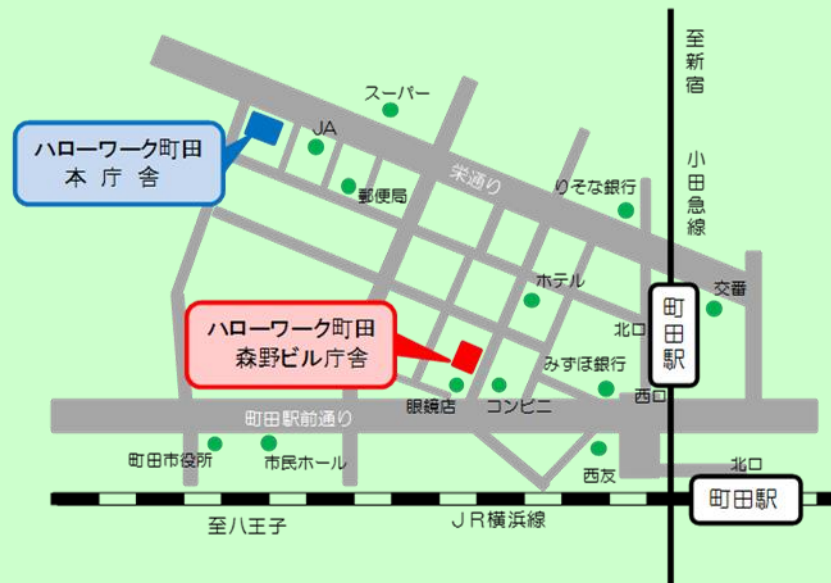 至新宿
小田急線
スーパー
JA
ハローワーク町田
本 庁 舎
郵便局
栄通り
りそな銀行
ホテル
交番
町田駅
北口
ハローワーク町田
森野ビル庁舎
みずほ銀行
西口
眼鏡店
コンビニ
町田駅前通り
町田市役所
市民ホール
西友
北口
町田駅
至八王子
ＪＲ横浜線